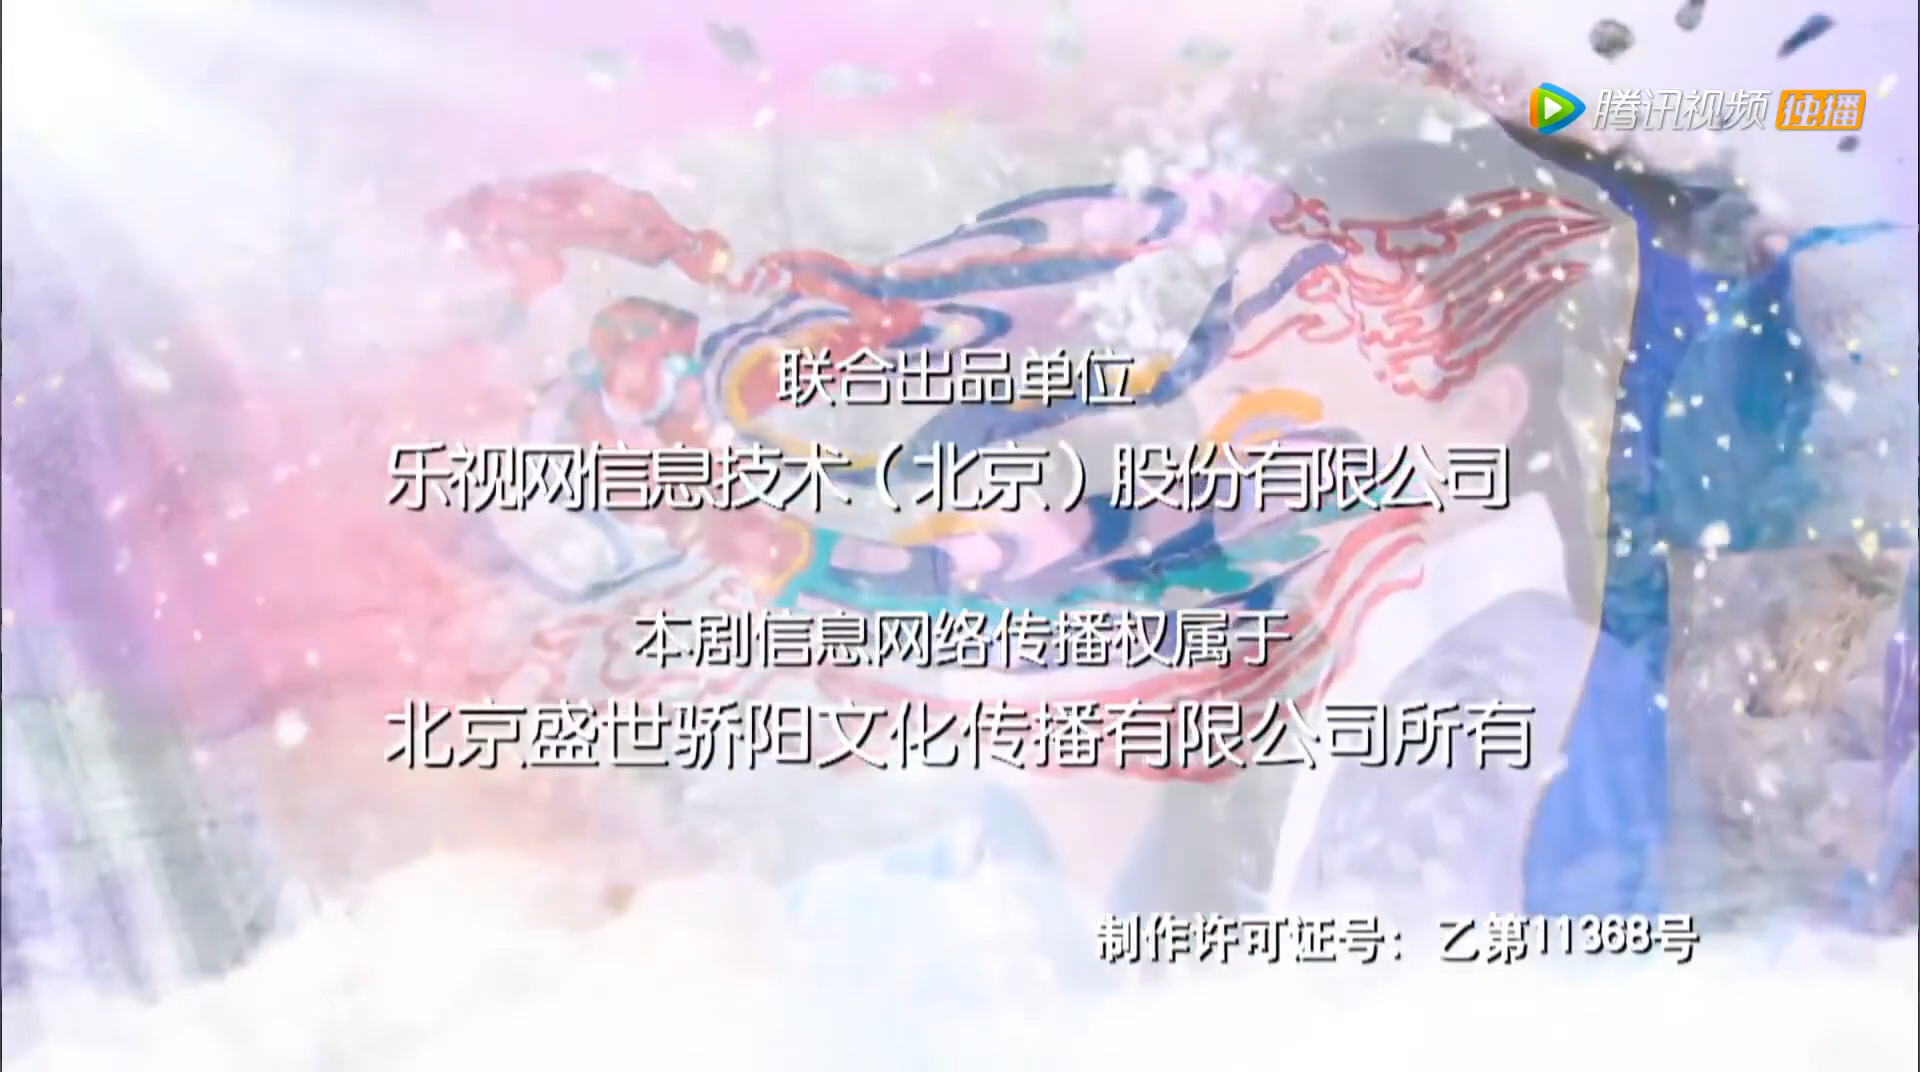 腾讯视频 独播
联合出品单位
乐视网信息技术（北京）股份有限公司
本剧信息网络传播权属于
北京盛世骄阳文化传播有限公司所有
制作许可证号：乙第11368号